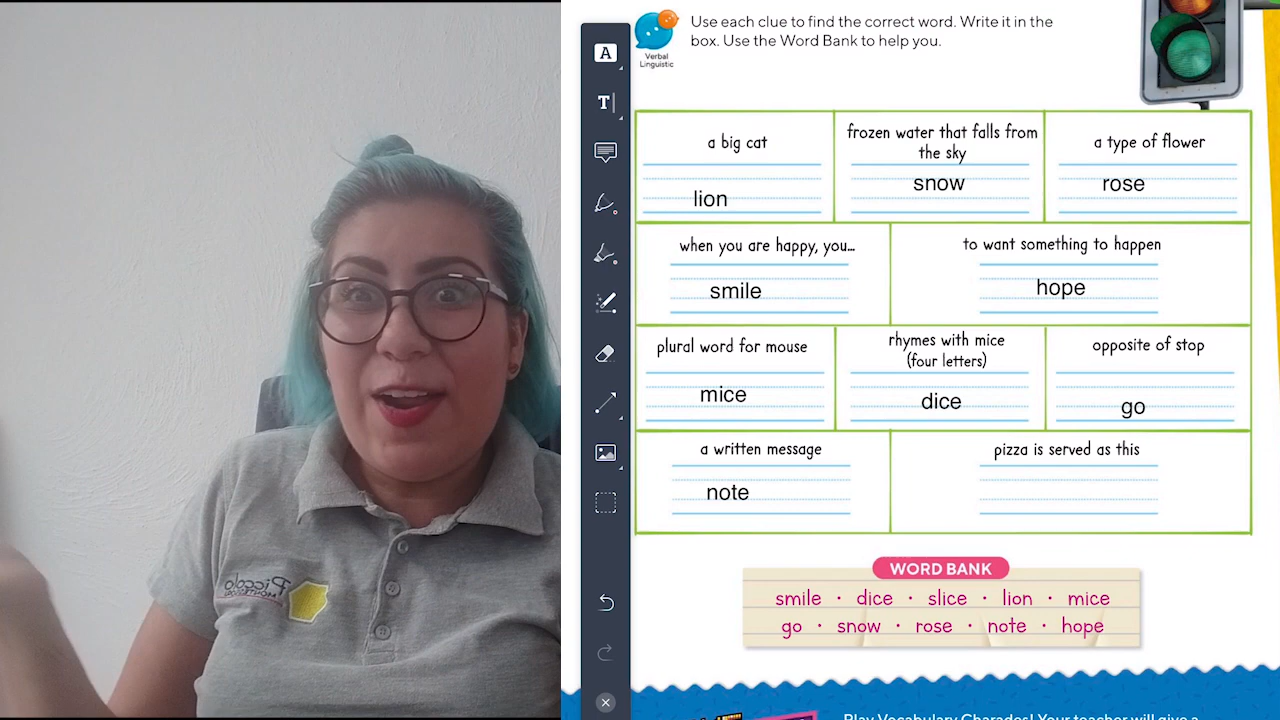 Use each clue to find the correct word. Write it in the
box. Use the Word Bank to help you.
Verbal
Linguistic
A
T
a big cat
lion
frozen water that falls from
the sky
snow
a type of flower
rose
when you are happy, you...
smile
to want something to happen
hope
plural word for mouse
mice
rhymes with mice
(four letters)
dice
opposite of stop
go
a written message
note
pizza is served as this
WORD BANK
smile · dice · slice · lion · mice
go · snow · rose · note · hope
Piccolo
Play Vocabulary Charades! Your teacher will give a